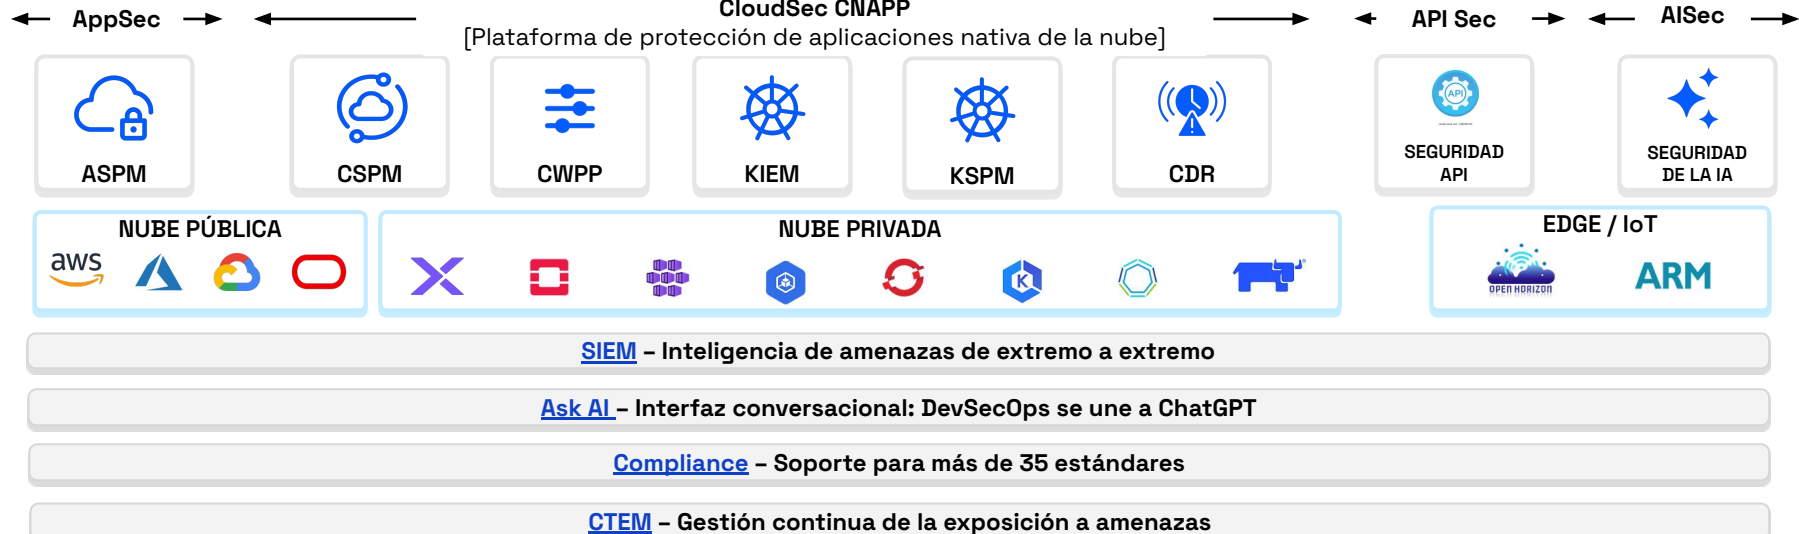 AppSec
CloudSec CNAPP
[Plataforma de protección de aplicaciones nativa de la nube]
API Sec
AISec
ASPM
CSPM
CWPP
KIEM
KSPM
CDR
API
SEGURIDAD
API
SEGURIDAD
DE LA IA
NUBE PÚBLICA
aws
NUBE PRIVADA
K
EDGE / IoT
OPEN HORIZON
ARM
SIEM – Inteligencia de amenazas de extremo a extremo
Ask AI – Interfaz conversacional: DevSecOps se une a ChatGPT
Compliance – Soporte para más de 35 estándares
CTEM – Gestión continua de la exposición a amenazas